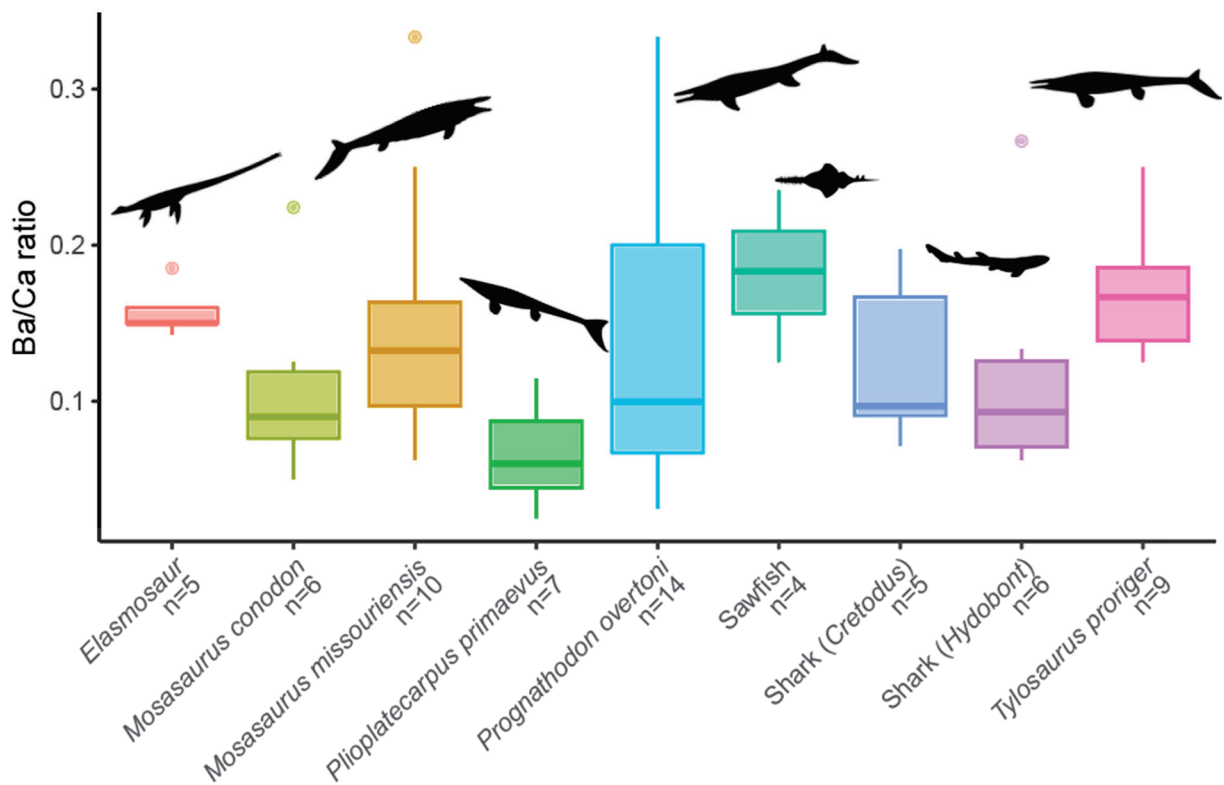 Ba/Ca ratio
0.3
0.2
0.1
Elasmosaur
n=5
Mosasaurus conodon
n=6
Mosasaurus missouriensis
n=10
Plioplatecarpus primaevus
n=7
Prognathodon overtoni
n=14
Sawfish
n=4
Shark (Cretodus)
n=5
Shark (Hydobont)
n=6
Tylosaurus proriger
n=9